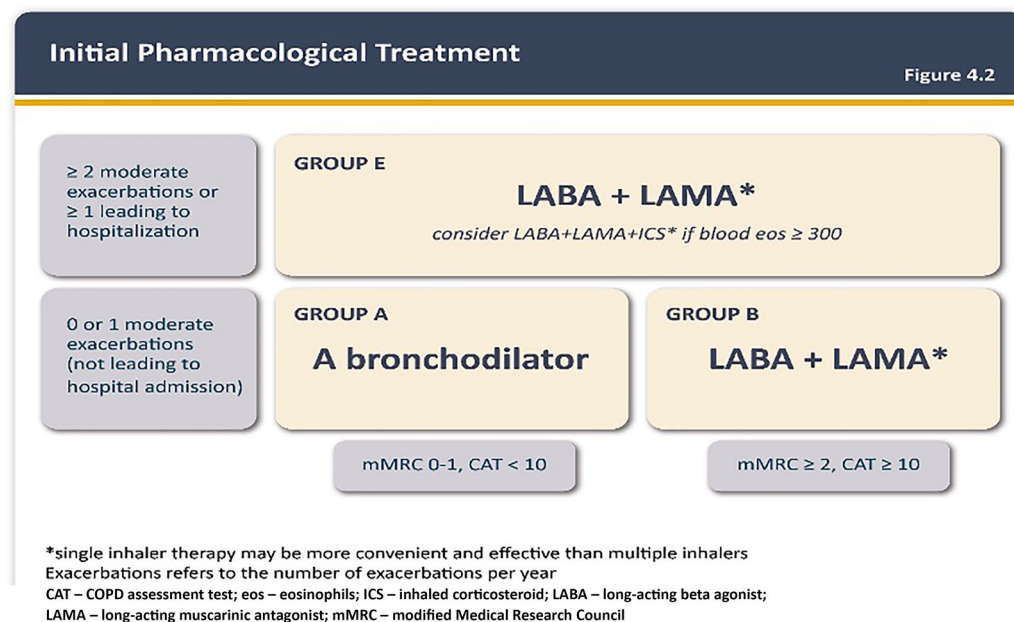 Initial Pharmacological Treatment
Figure 4.2
≥ 2 moderate
exacerbations or
≥ 1 leading to
hospitalization
GROUP E
LABA + LAMA*
consider LABA+LAMA+ICS* if blood eos ≥ 300
0 or 1 moderate
exacerbations
(not leading to
hospital admission)
GROUP A
A bronchodilator
GROUP B
LABA + LAMA*
mMRC 0-1, CAT < 10
mMRC ≥ 2, CAT ≥ 10
*single inhaler therapy may be more convenient and effective than multiple inhalers
Exacerbations refers to the number of exacerbations per year
CAT – COPD assessment test; eos – eosinophils; ICS – inhaled corticosteroid; LABA – long-acting beta agonist;
LAMA – long-acting muscarinic antagonist; mMRC – modified Medical Research Council